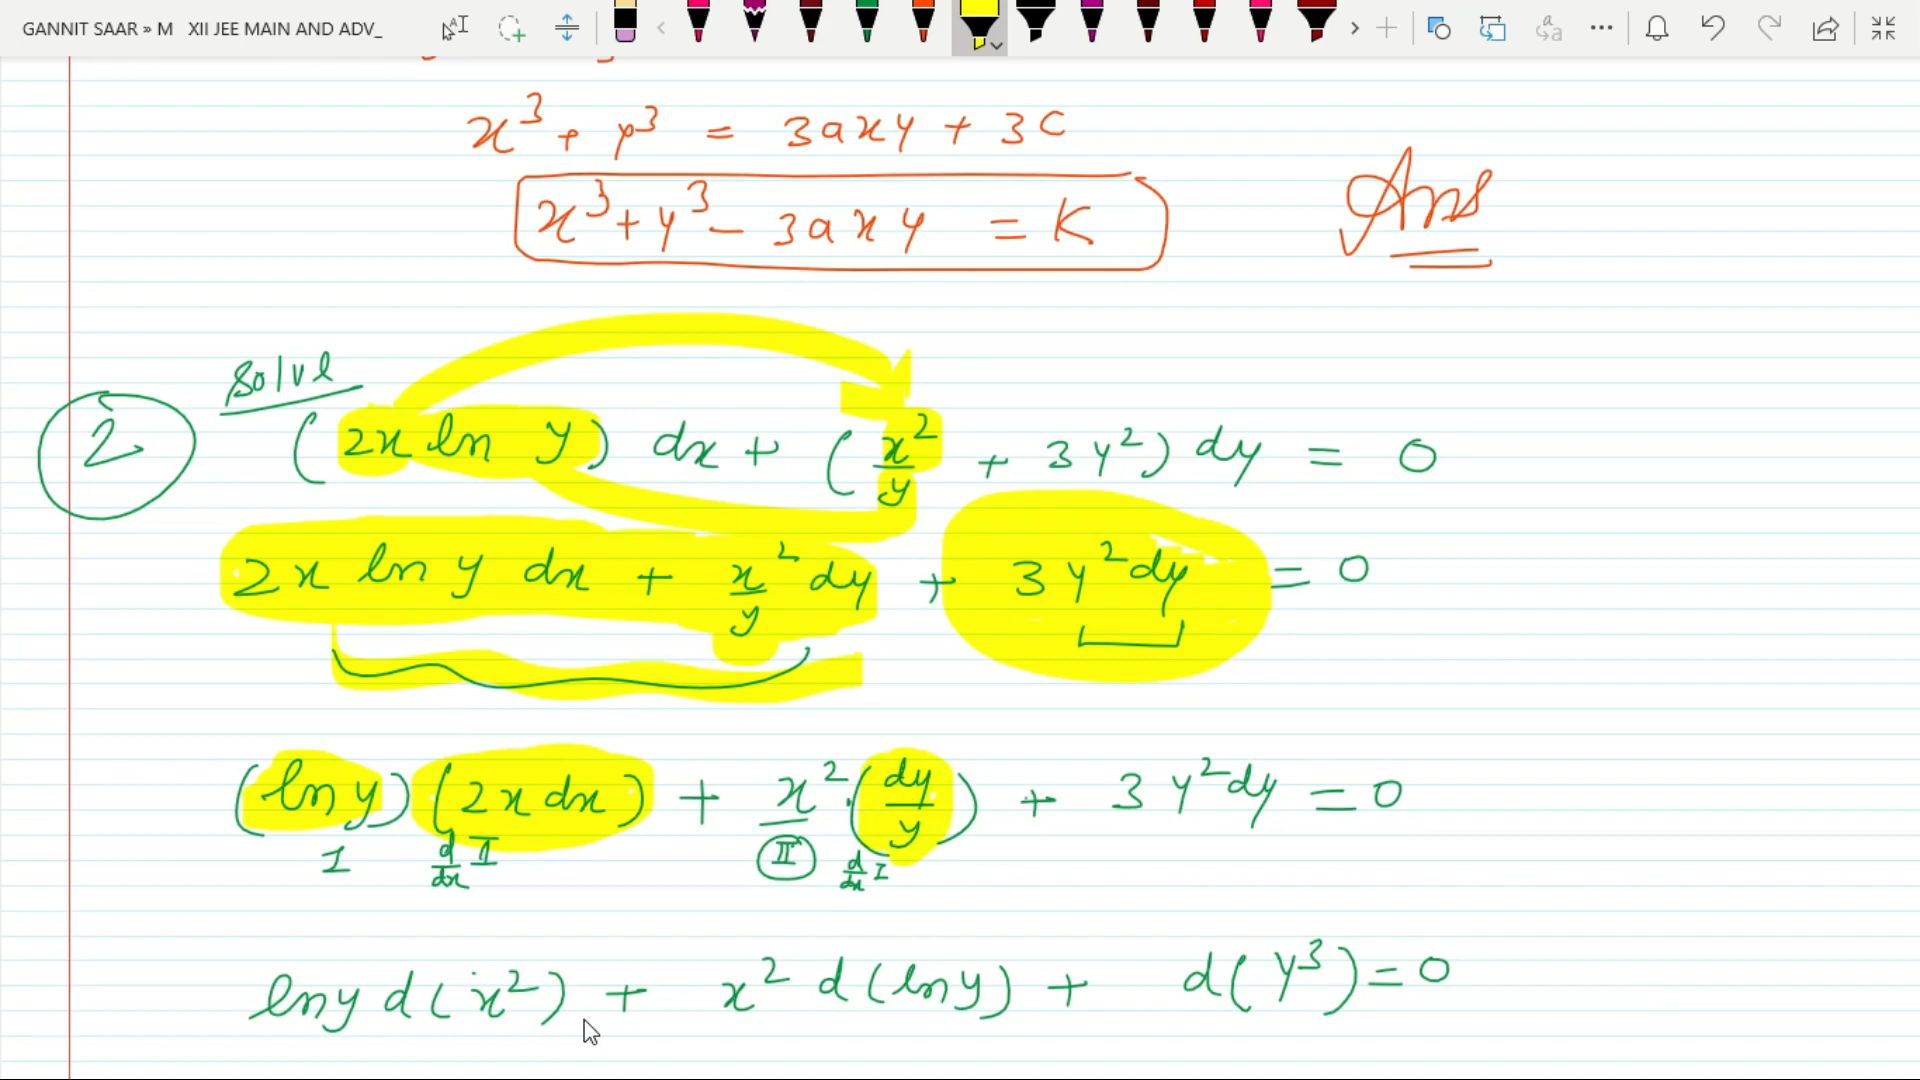 GANNIT SAAR » M XII JEE MAIN AND ADV_
x³ + y³ = 3axy + 3C
x³ + y³ − 3axy = K
Ans
Solve
2 (2x ln y) dx + (x²/y + 3y²) dy = 0
2x ln y dx + x²/y dy + 3y² dy = 0
(ln y) (2x dx) + x² · (dy/y) + 3y² dy = 0
I d/dx I II d/dx I
ln y d(x²) + x² d(ln y) + d(y³) = 0